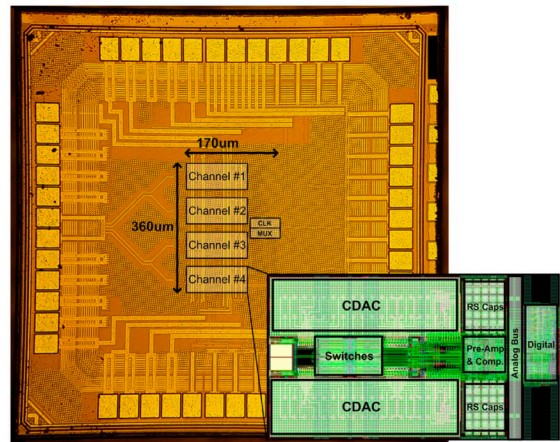 170um
Channel #1
Channel #2
CLK
MUX
360um
Channel #3
Channel #4
CDAC
RS Caps
Switches
Pre-Amp
& Comp.
Analog Bus
Digital
CDAC
RS Caps